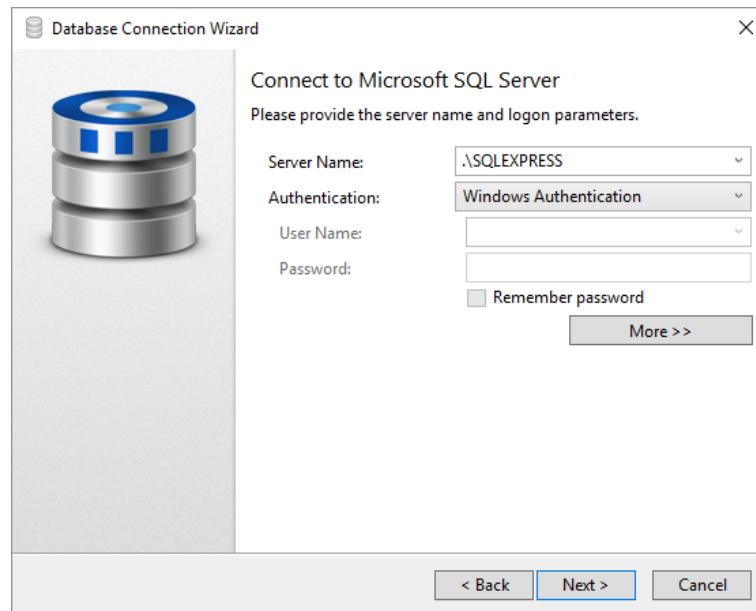 Database Connection Wizard
Connect to Microsoft SQL Server
Please provide the server name and logon parameters.
Server Name: .\SQLEXPRESS
Authentication: Windows Authentication
User Name:
Password:
Remember password
More >>
< Back Next > Cancel